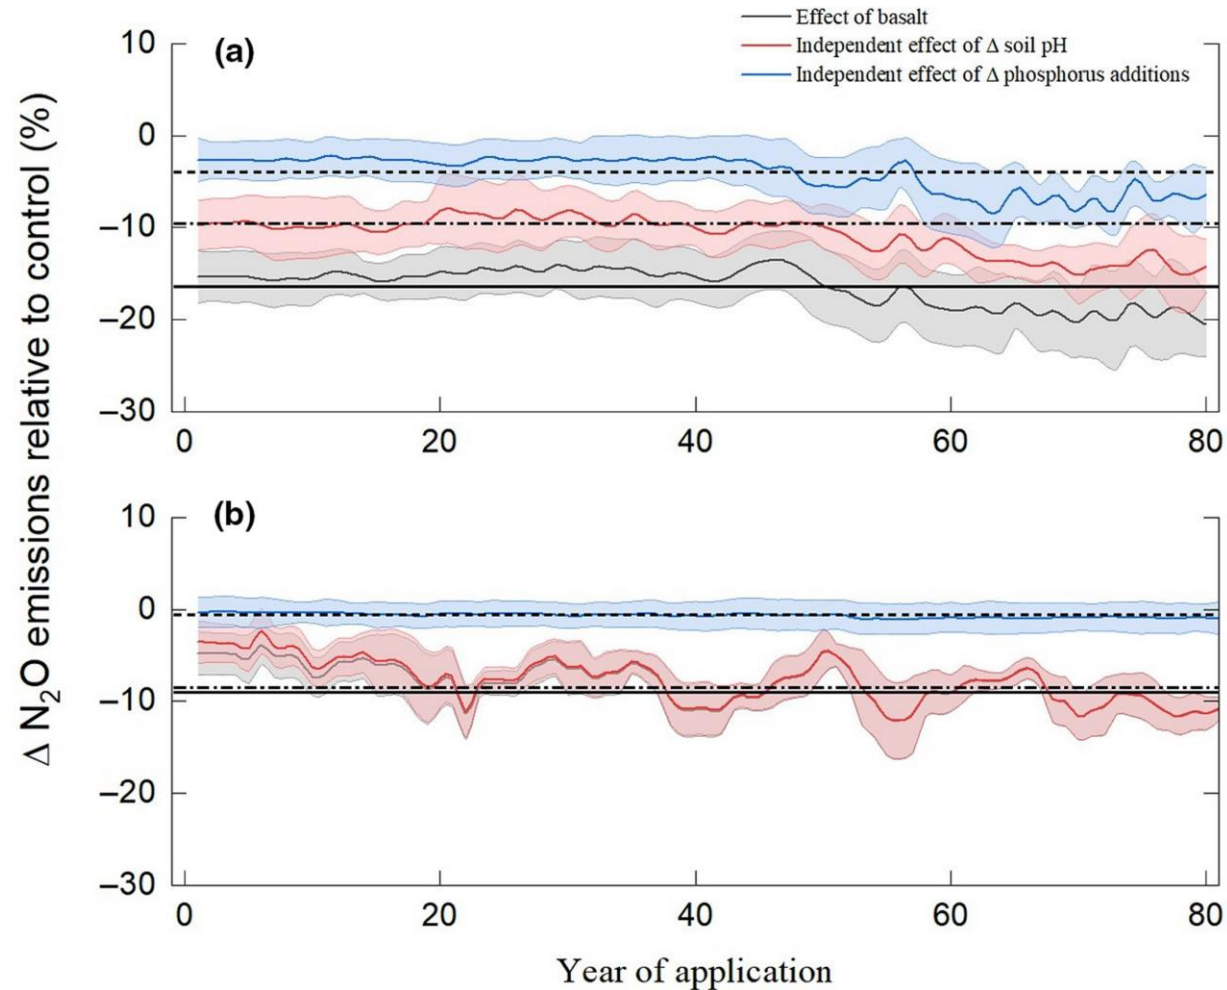 Effect of basalt
Independent effect of Δ soil pH
Independent effect of Δ phosphorus additions
(a)
10
0
–10
–20
–30
0 20 40 60 80
Δ N₂O emissions relative to control (%)
(b)
10
0
–10
–20
–30
0 20 40 60 80
Year of application